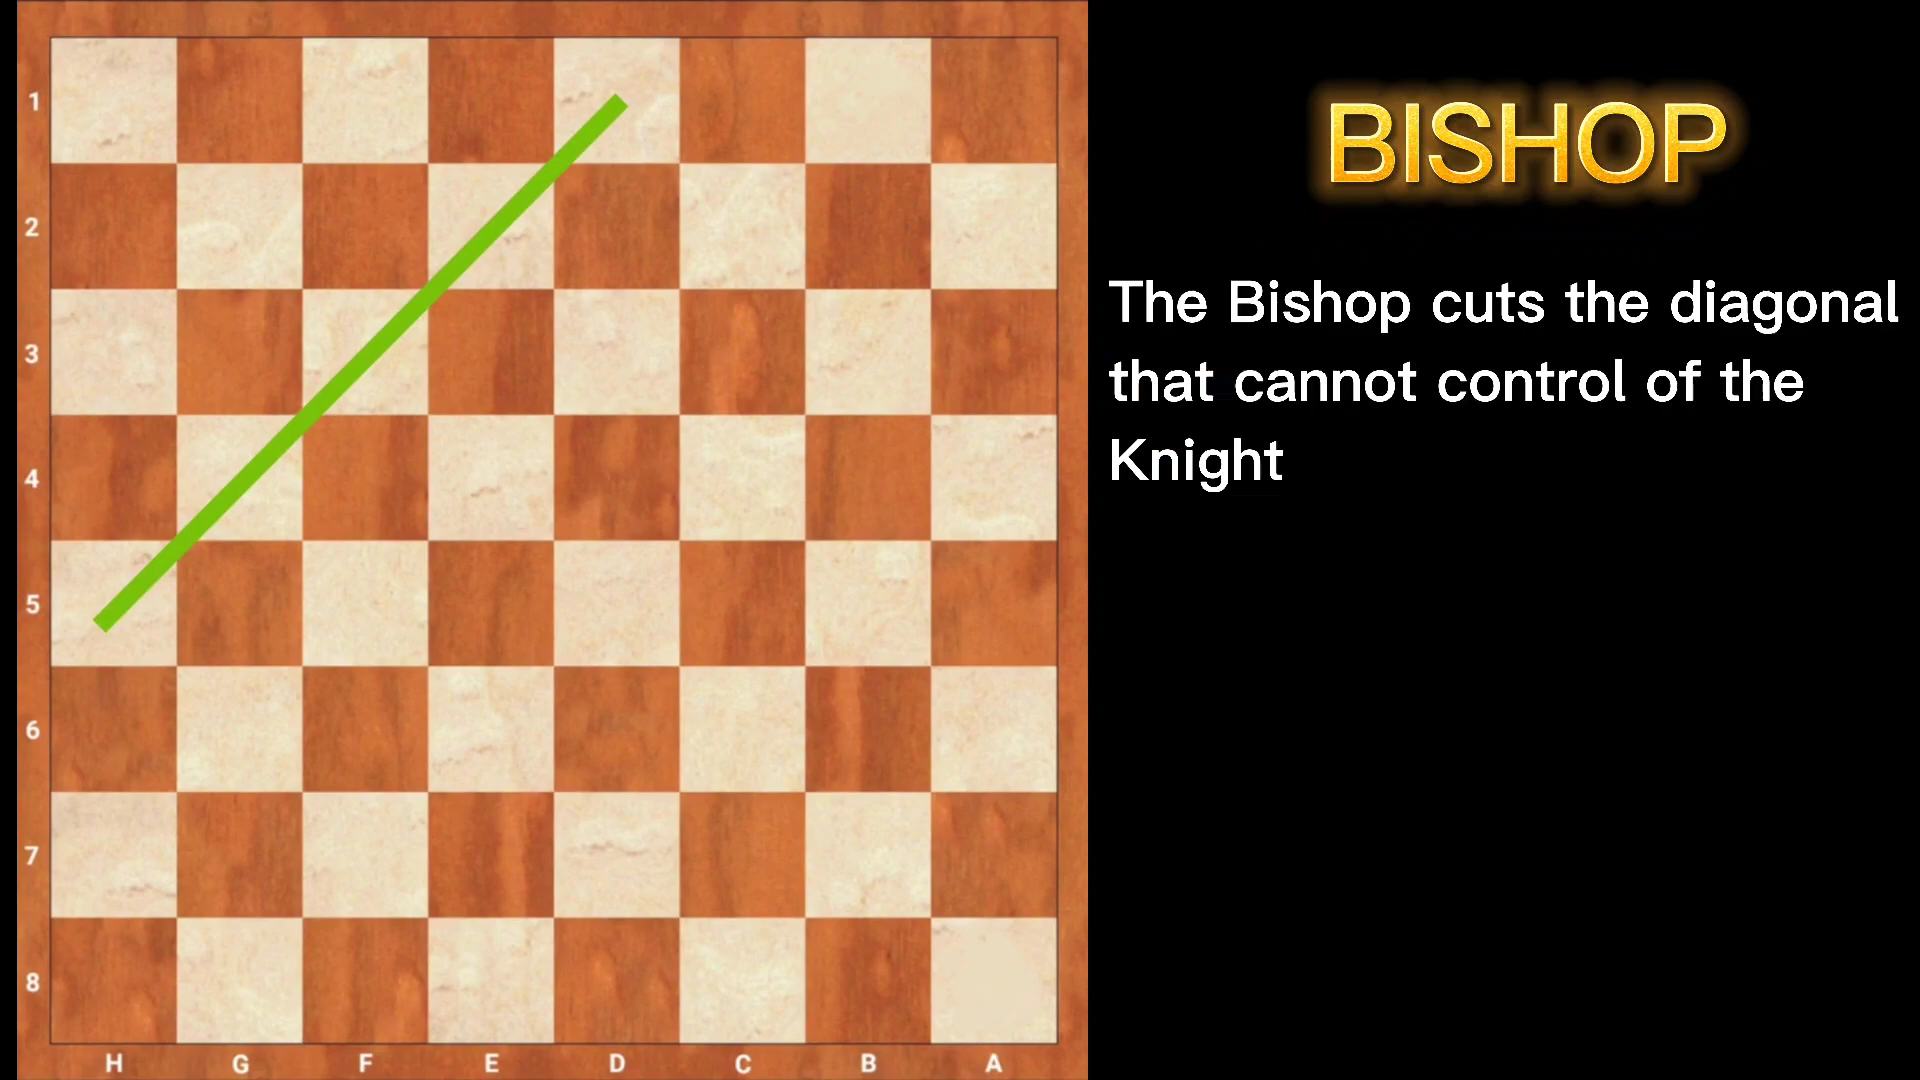 BISHOP
The Bishop cuts the diagonal
that cannot control of the
Knight
1
2
3
4
5
6
7
8
H G F E D C B A